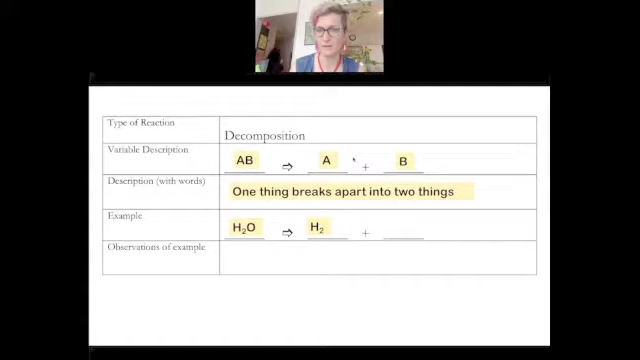 Type of Reaction
Decomposition
Variable Description
AB ⇨ A + B
Description (with words)
One thing breaks apart into two things
Example
H₂O ⇨ H₂ +
Observations of example